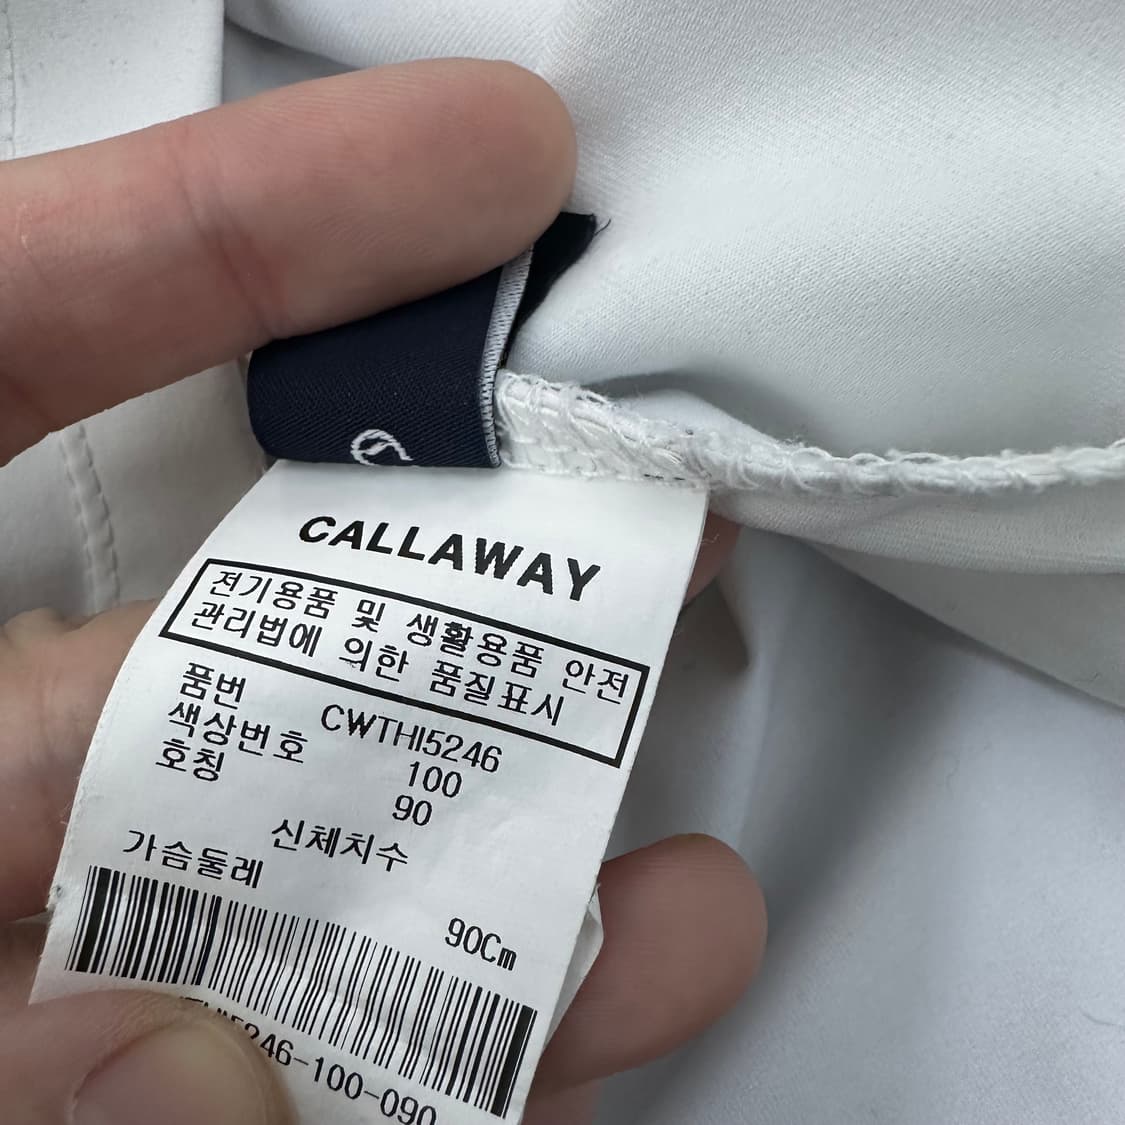 CALLAWAY
전기용품 및 생활용품 안전
관리법에 의한 품질표시
품번 CWTHI5246
색상번호 100
호칭 90
신체치수
가슴둘레 90Cm
5246-100-090